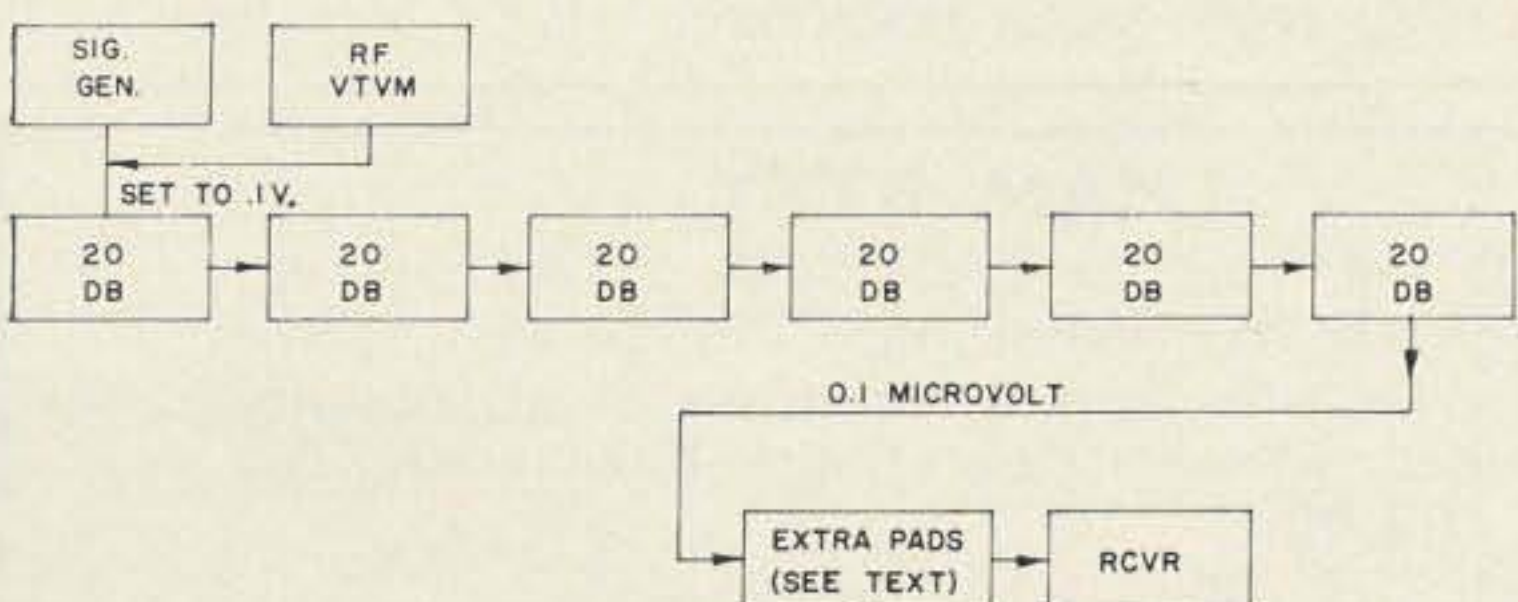 SIG.
GEN.
RF
VTVM
SET TO .1V.
20
DB
20
DB
20
DB
20
DB
20
DB
20
DB
0.1 MICROVOLT
EXTRA PADS
(SEE TEXT)
RCVR